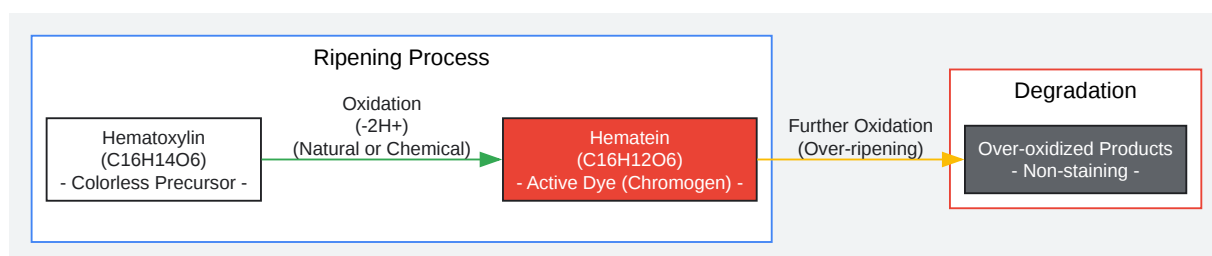 Ripening Process
Hematoxylin
(C16H14O6)
- Colorless Precursor -
Oxidation
(-2H+)
(Natural or Chemical)
Hematein
(C16H12O6)
- Active Dye (Chromogen) -
Further Oxidation
(Over-ripening)
Degradation
Over-oxidized Products
- Non-staining -